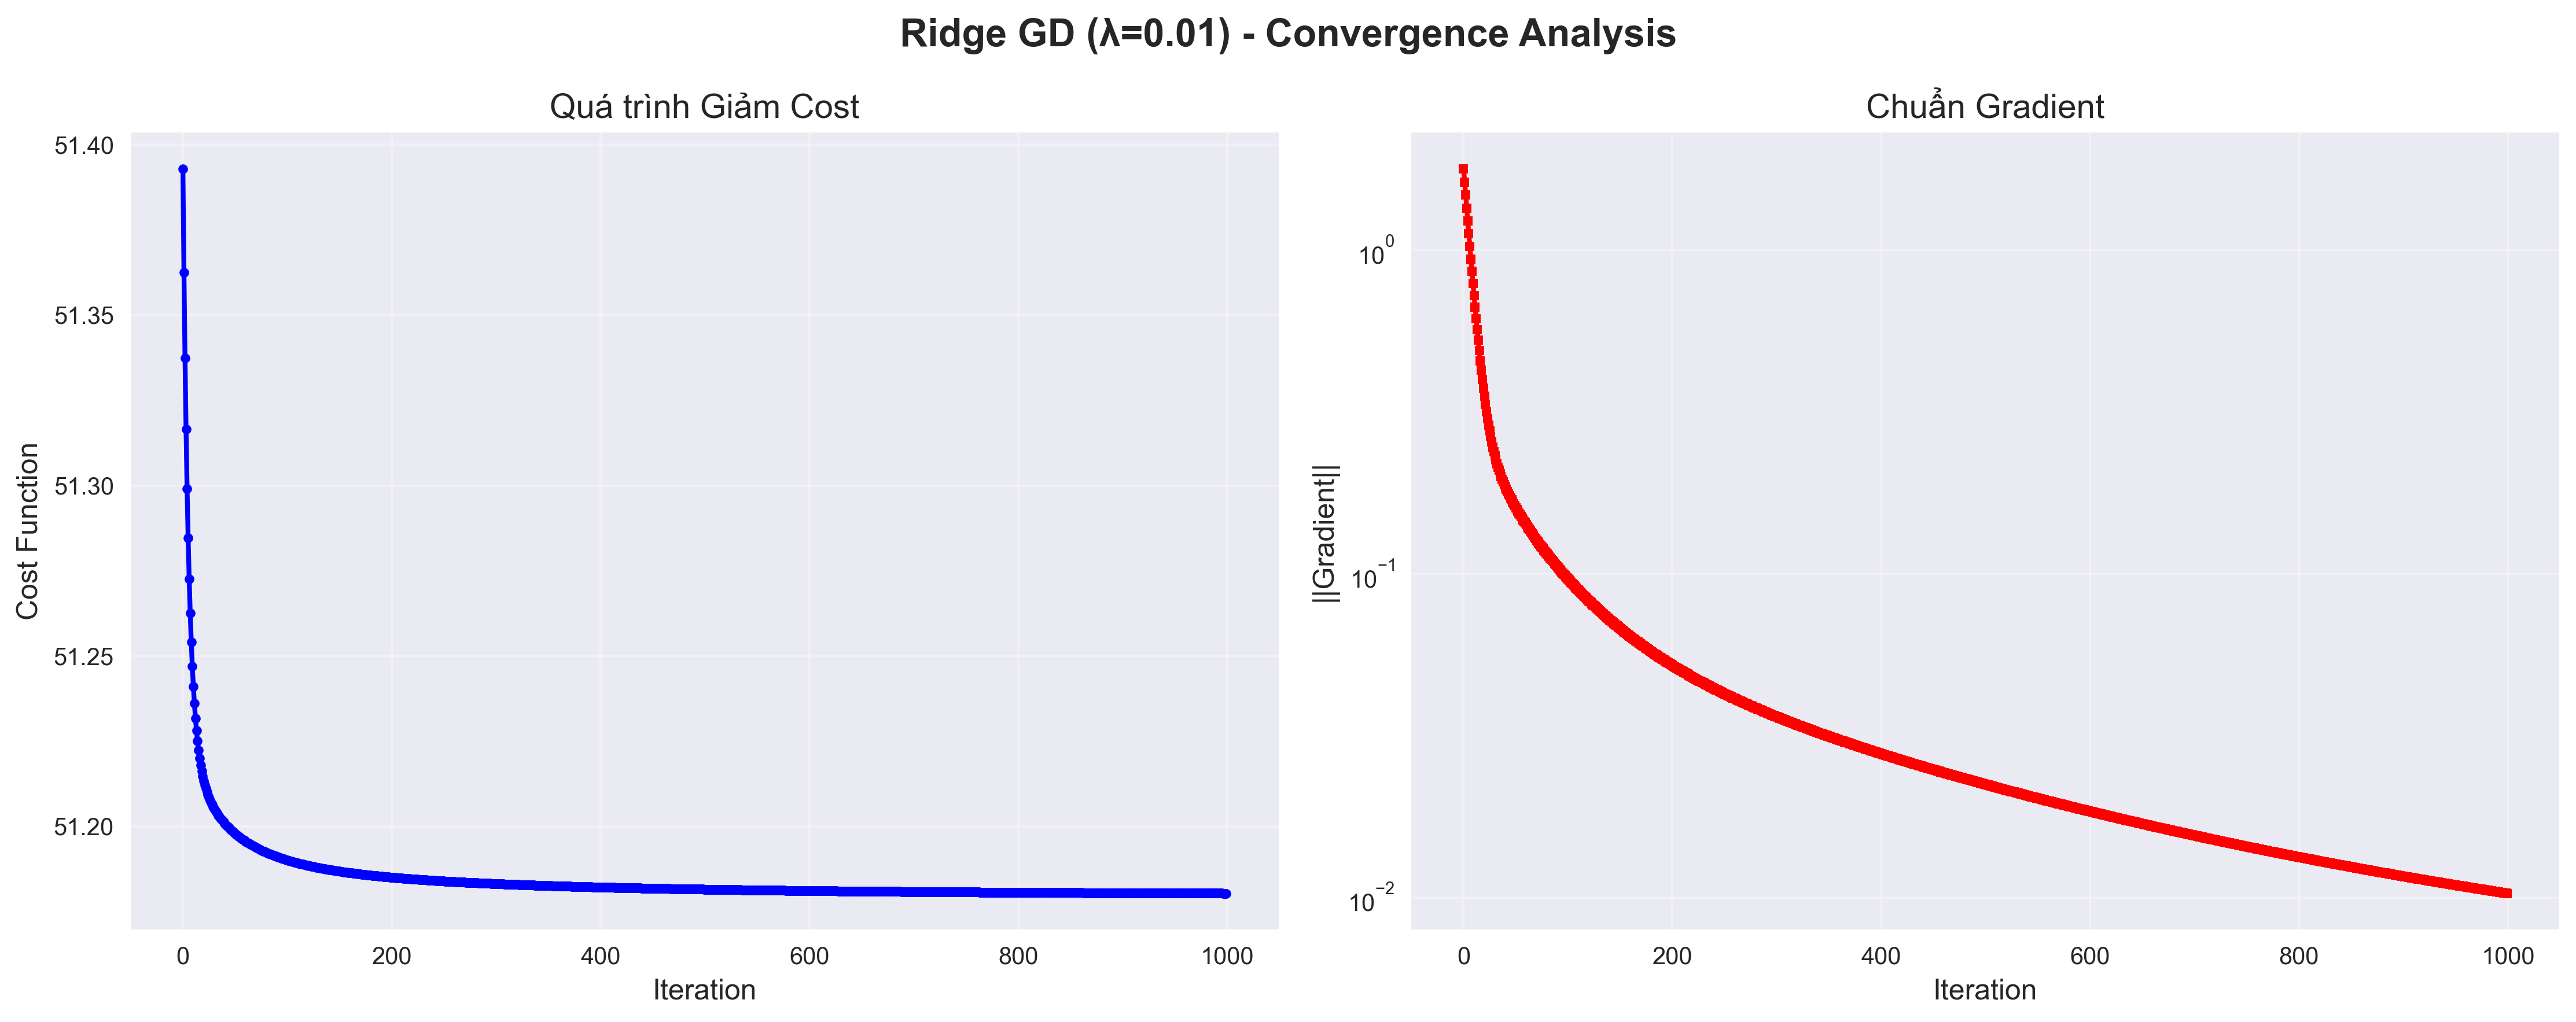 Ridge GD (λ=0.01) - Convergence Analysis
Quá trình Giảm Cost
51.40
51.35
51.30
51.25
51.20
Cost Function
0 200 400 600 800 1000
Iteration
Chuẩn Gradient
10⁰
10⁻¹
10⁻²
||Gradient||
0 200 400 600 800 1000
Iteration